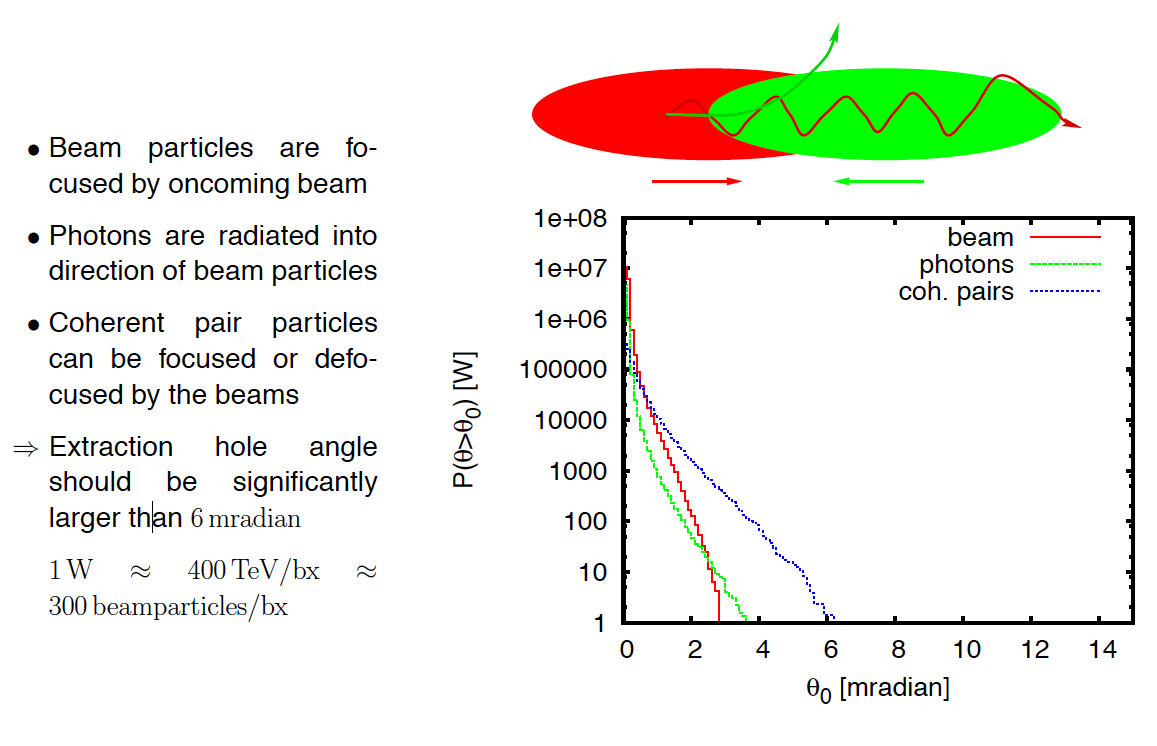 • Beam particles are fo-
cused by oncoming beam
• Photons are radiated into
direction of beam particles
• Coherent pair particles
can be focused or defo-
cused by the beams
⇒ Extraction hole angle
should be significantly
larger than 6 mradian
1 W ≈ 400 TeV/bx ≈
300 beamparticles/bx
P(θ>θ₀) [W]
1e+08
1e+07
1e+06
100000
10000
1000
100
10
1
beam
photons
coh. pairs
0 2 4 6 8 10 12 14
θ₀ [mradian]